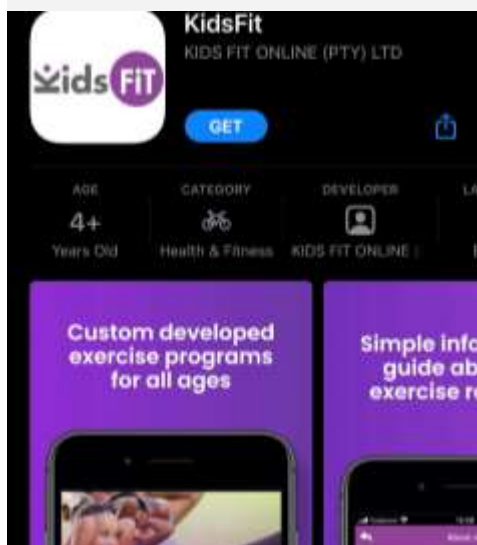 Kids FiT
KidsFit
KIDS FIT ONLINE (PTY) LTD
GET
AGE
CATEGORY
DEVELOPER
LA
4+
Years Old
Health & Fitness
KIDS FIT ONLINE
Custom developed
exercise programs
for all ages
Simple info
guide ab
exercise r